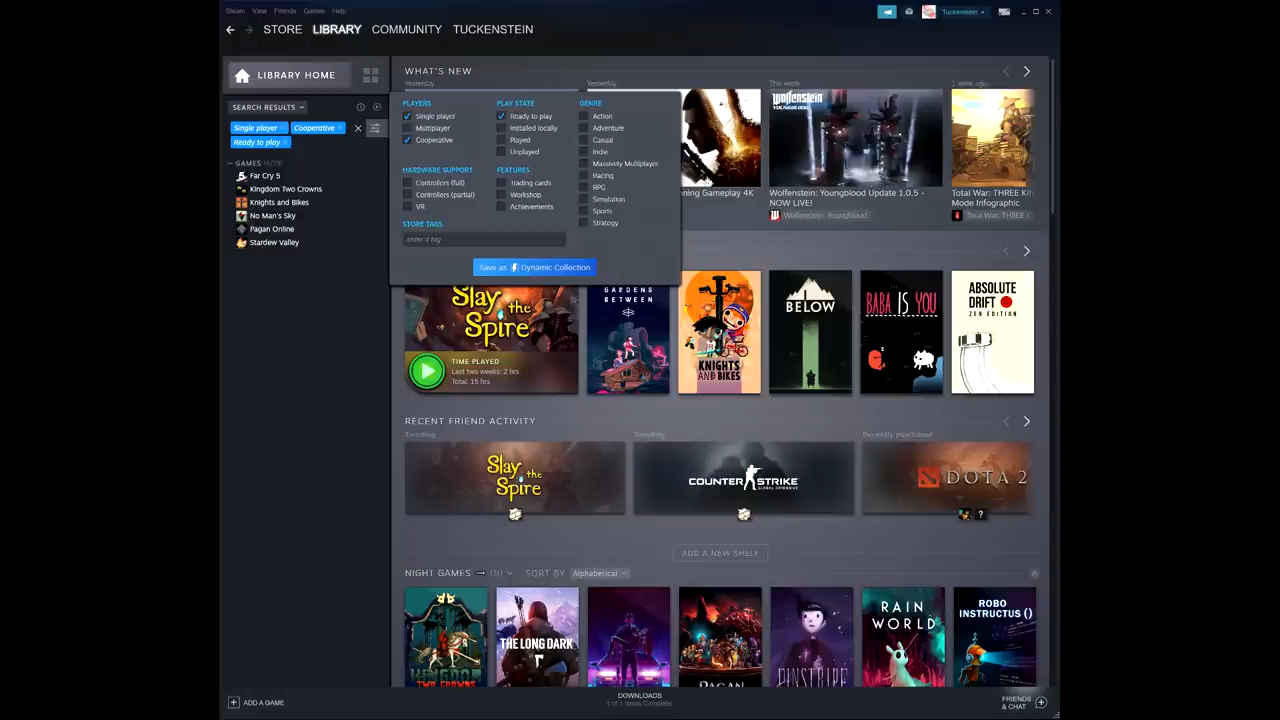 Steam View Friends Games Help
Tuckenstein
STORE LIBRARY COMMUNITY TUCKENSTEIN
LIBRARY HOME
SEARCH RESULTS
Single player Cooperative
Ready to play
GAMES
Far Cry 5
Kingdom Two Crowns
Knights and Bikes
No Man's Sky
Pagan Online
Stardew Valley
WHAT'S NEW
Yesterday
Yesterday
This week
1 week ago
PLAYERS
Single player
Multiplayer
Cooperative
HARDWARE SUPPORT
Controllers (full)
Controllers (partial)
VR
PLAY STATE
Ready to play
Installed locally
Played
Unplayed
FEATURES
Trading cards
Workshop
Achievements
GENRE
Action
Adventure
Casual
Indie
Massively Multiplayer
Racing
RPG
Simulation
Sports
Strategy
STORE TAGS
enter a tag
Save as Dynamic Collection
ening Gameplay 4K
Wolfenstein
YOUNGBLOOD
Wolfenstein: Youngblood Update 1.0.5 -
NOW LIVE!
Wolfenstein: Youngblood
Total War: THREE KI
Mode Infographic
Total War: THREE K
Slay the Spire
TIME PLAYED
Last two weeks: 2 hrs
Total: 15 hrs
GARDENS
BETWEEN
KNIGHTS
AND BIKES
BELOW
BABA IS YOU
ABSOLUTE
DRIFT
ZEN EDITION
RECENT FRIEND ACTIVITY
Trending
Trending
Recently purchased
Slay the Spire
COUNTER STRIKE
GLOBAL OFFENSIVE
DOTA 2
?
ADD A NEW SHELF
NIGHT GAMES (9) SORT BY Alphabetical
KINGDOM
TWO CROWNS
THE LONG DARK
PAGAN
PINSTRIPE
RAIN
WORLD
ROBO
INSTRUCTUS ()
ADD A GAME
DOWNLOADS
1 of 1 Items Complete
FRIENDS
& CHAT